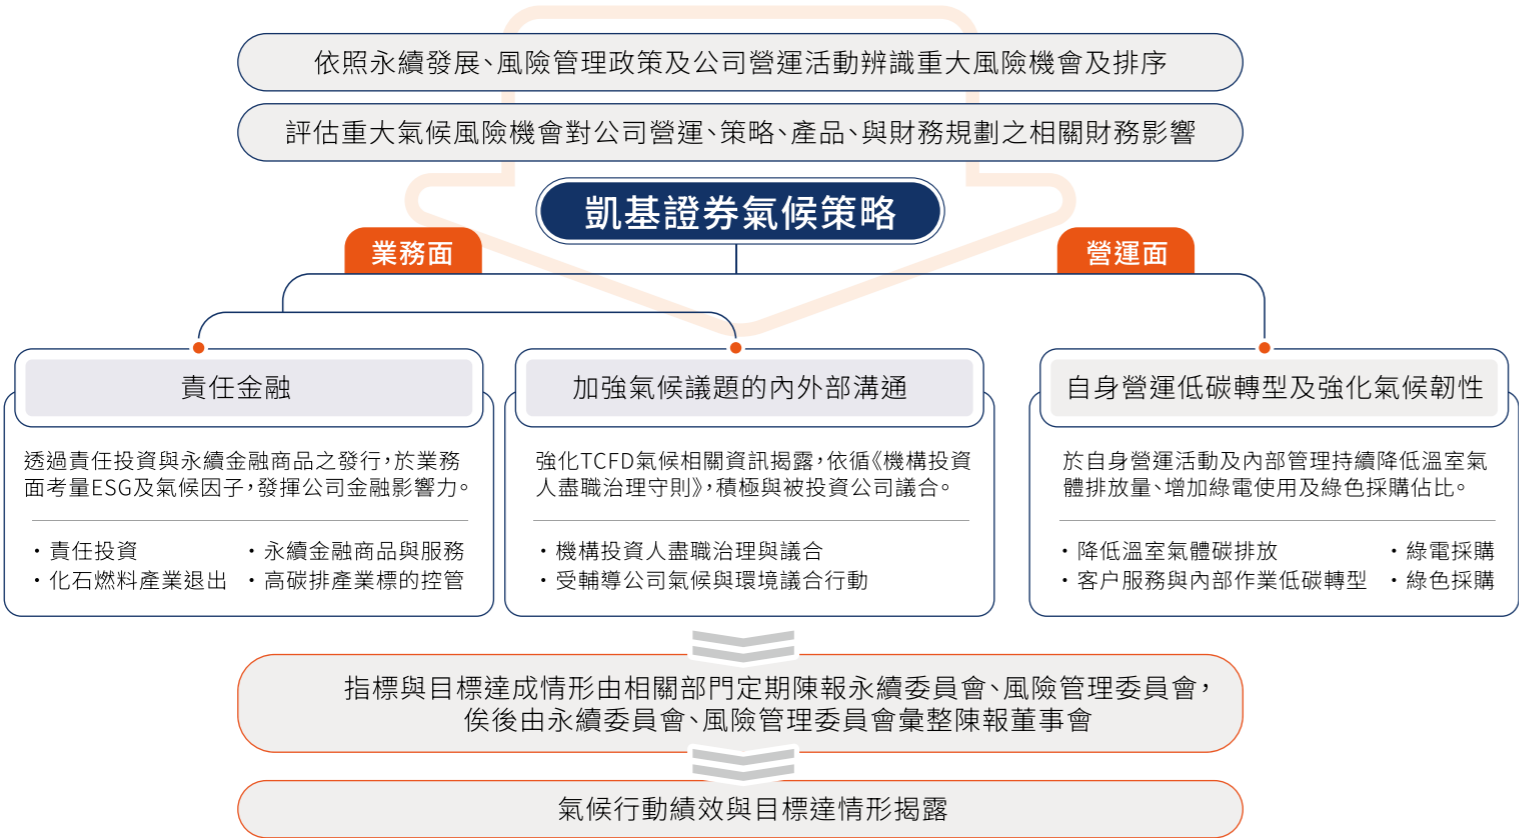 依照永續發展、風險管理政策及公司營運活動辨識重大風險機會及排序
評估重大氣候風險機會對公司營運、策略、產品、與財務規劃之相關財務影響
凱基證券氣候策略
業務面
營運面
責任金融
透過責任投資與永續金融商品之發行，於業務
面考量ESG及氣候因子，發揮公司金融影響力。
・責任投資
・永續金融商品與服務
・化石燃料產業退出
・高碳排產業標的控管
加強氣候議題的內外部溝通
強化TCFD氣候相關資訊揭露，依循《機構投資
人盡職治理守則》，積極與被投資公司議合。
・機構投資人盡職治理與議合
・受輔導公司氣候與環境議合行動
自身營運低碳轉型及強化氣候韌性
於自身營運活動及內部管理持續降低溫室氣
體排放量、增加綠電使用及綠色採購佔比。
・降低溫室氣體碳排放
・綠電採購
・客户服務與內部作業低碳轉型
・綠色採購
指標與目標達成情形由相關部門定期陳報永續委員會、風險管理委員會，
俟後由永續委員會、風險管理委員會彙整陳報董事會
氣候行動績效與目標達情形揭露